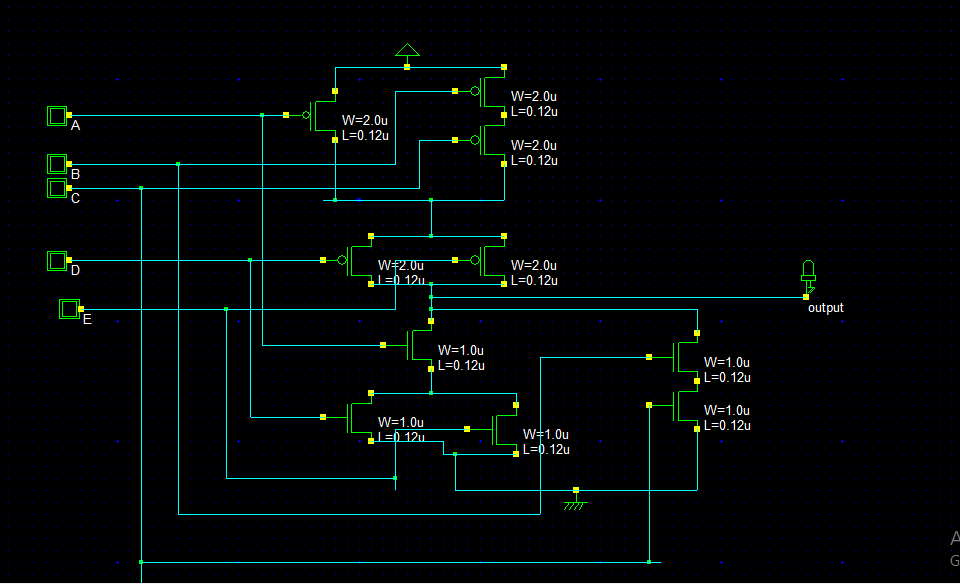 W=2.0u
L=0.12u
W=2.0u
L=0.12u
A
W=2.0u
L=0.12u
B
C
D
W=2.0u
L=0.12u
W=2.0u
L=0.12u
E
output
W=1.0u
L=0.12u
W=1.0u
L=0.12u
W=1.0u
L=0.12u
W=1.0u
L=0.12u
W=1.0u
L=0.12u
A
G